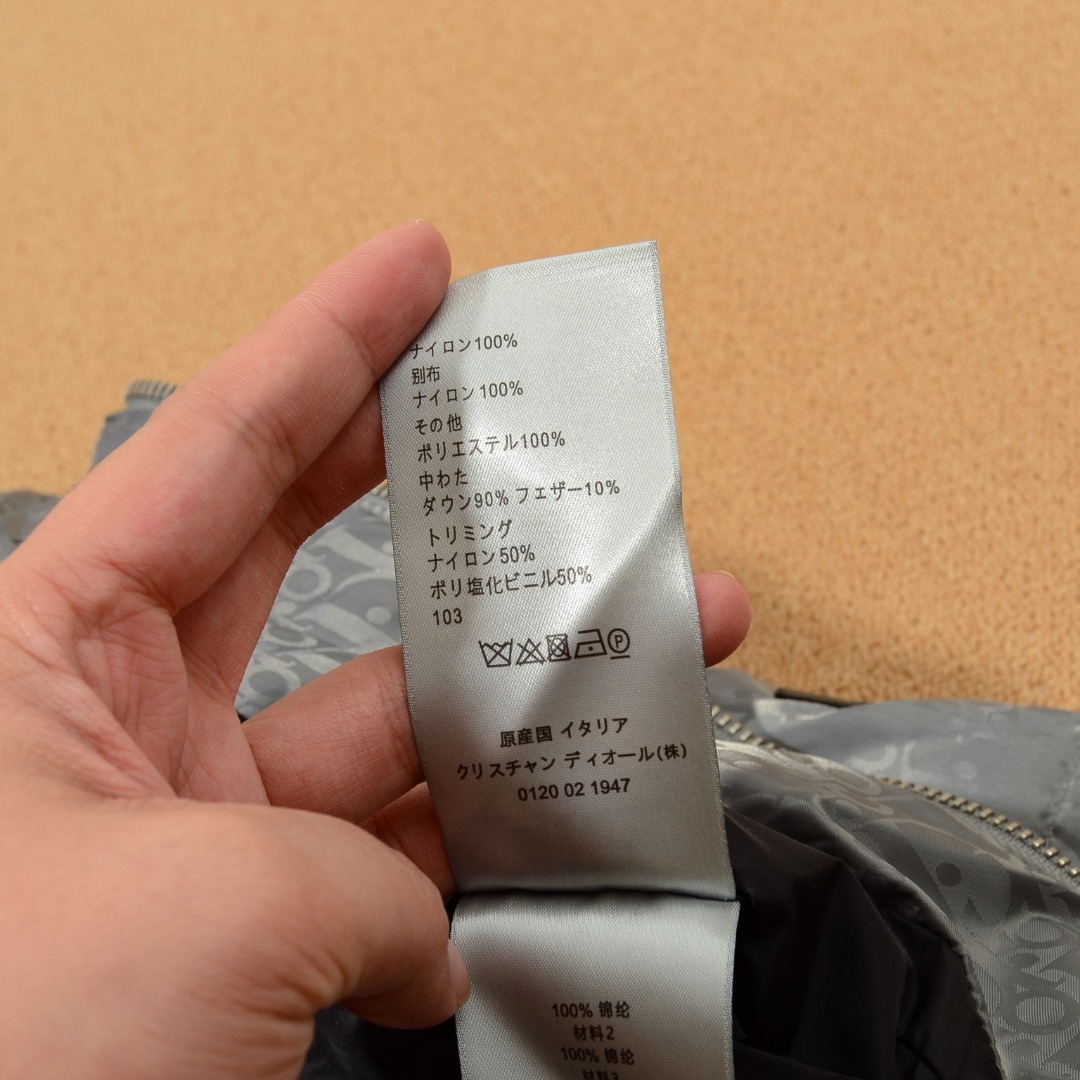 ナイロン100%
別布
ナイロン100%
その他
ポリエステル100%
中わた
ダウン90% フェザー10%
トリミング
ナイロン50%
ポリ塩化ビニル50%
103
P
原産国 イタリア
クリスチャン ディオール(株)
0120 02 1947
100% 锦纶
材料2
100% 锦纶